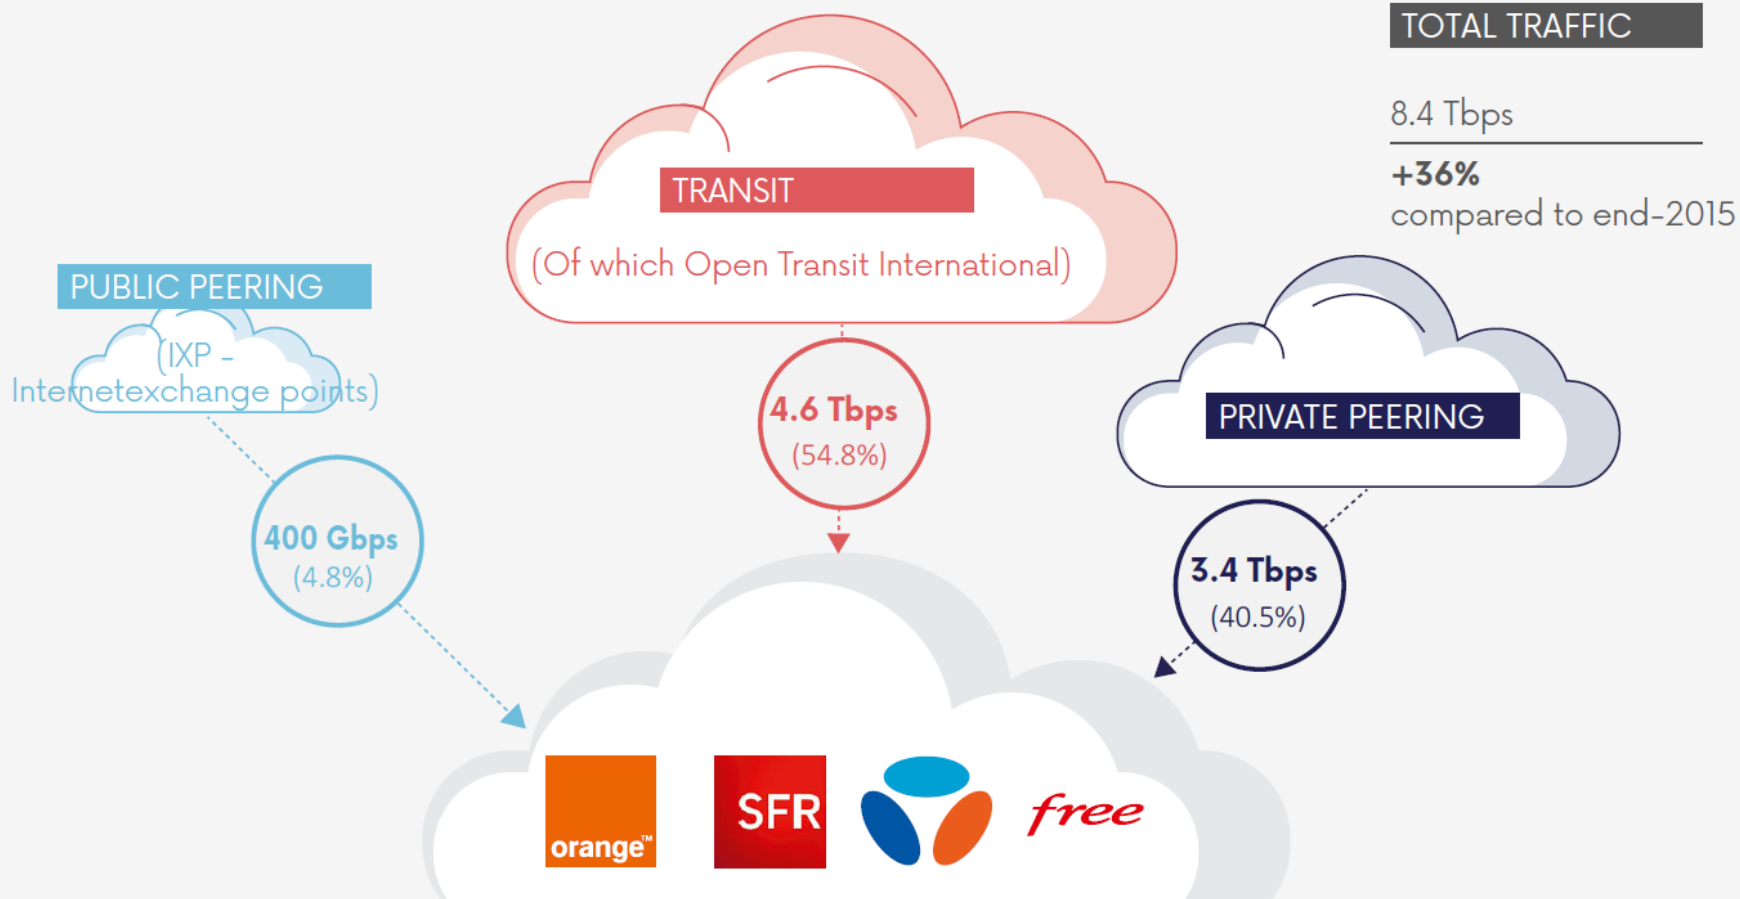 TOTAL TRAFFIC
8.4 Tbps
+36%
compared to end-2015
TRANSIT
(Of which Open Transit International)
PUBLIC PEERING
(IXP -
Internetexchange points)
PRIVATE PEERING
4.6 Tbps
(54.8%)
400 Gbps
(4.8%)
3.4 Tbps
(40.5%)
orange™
SFR
free